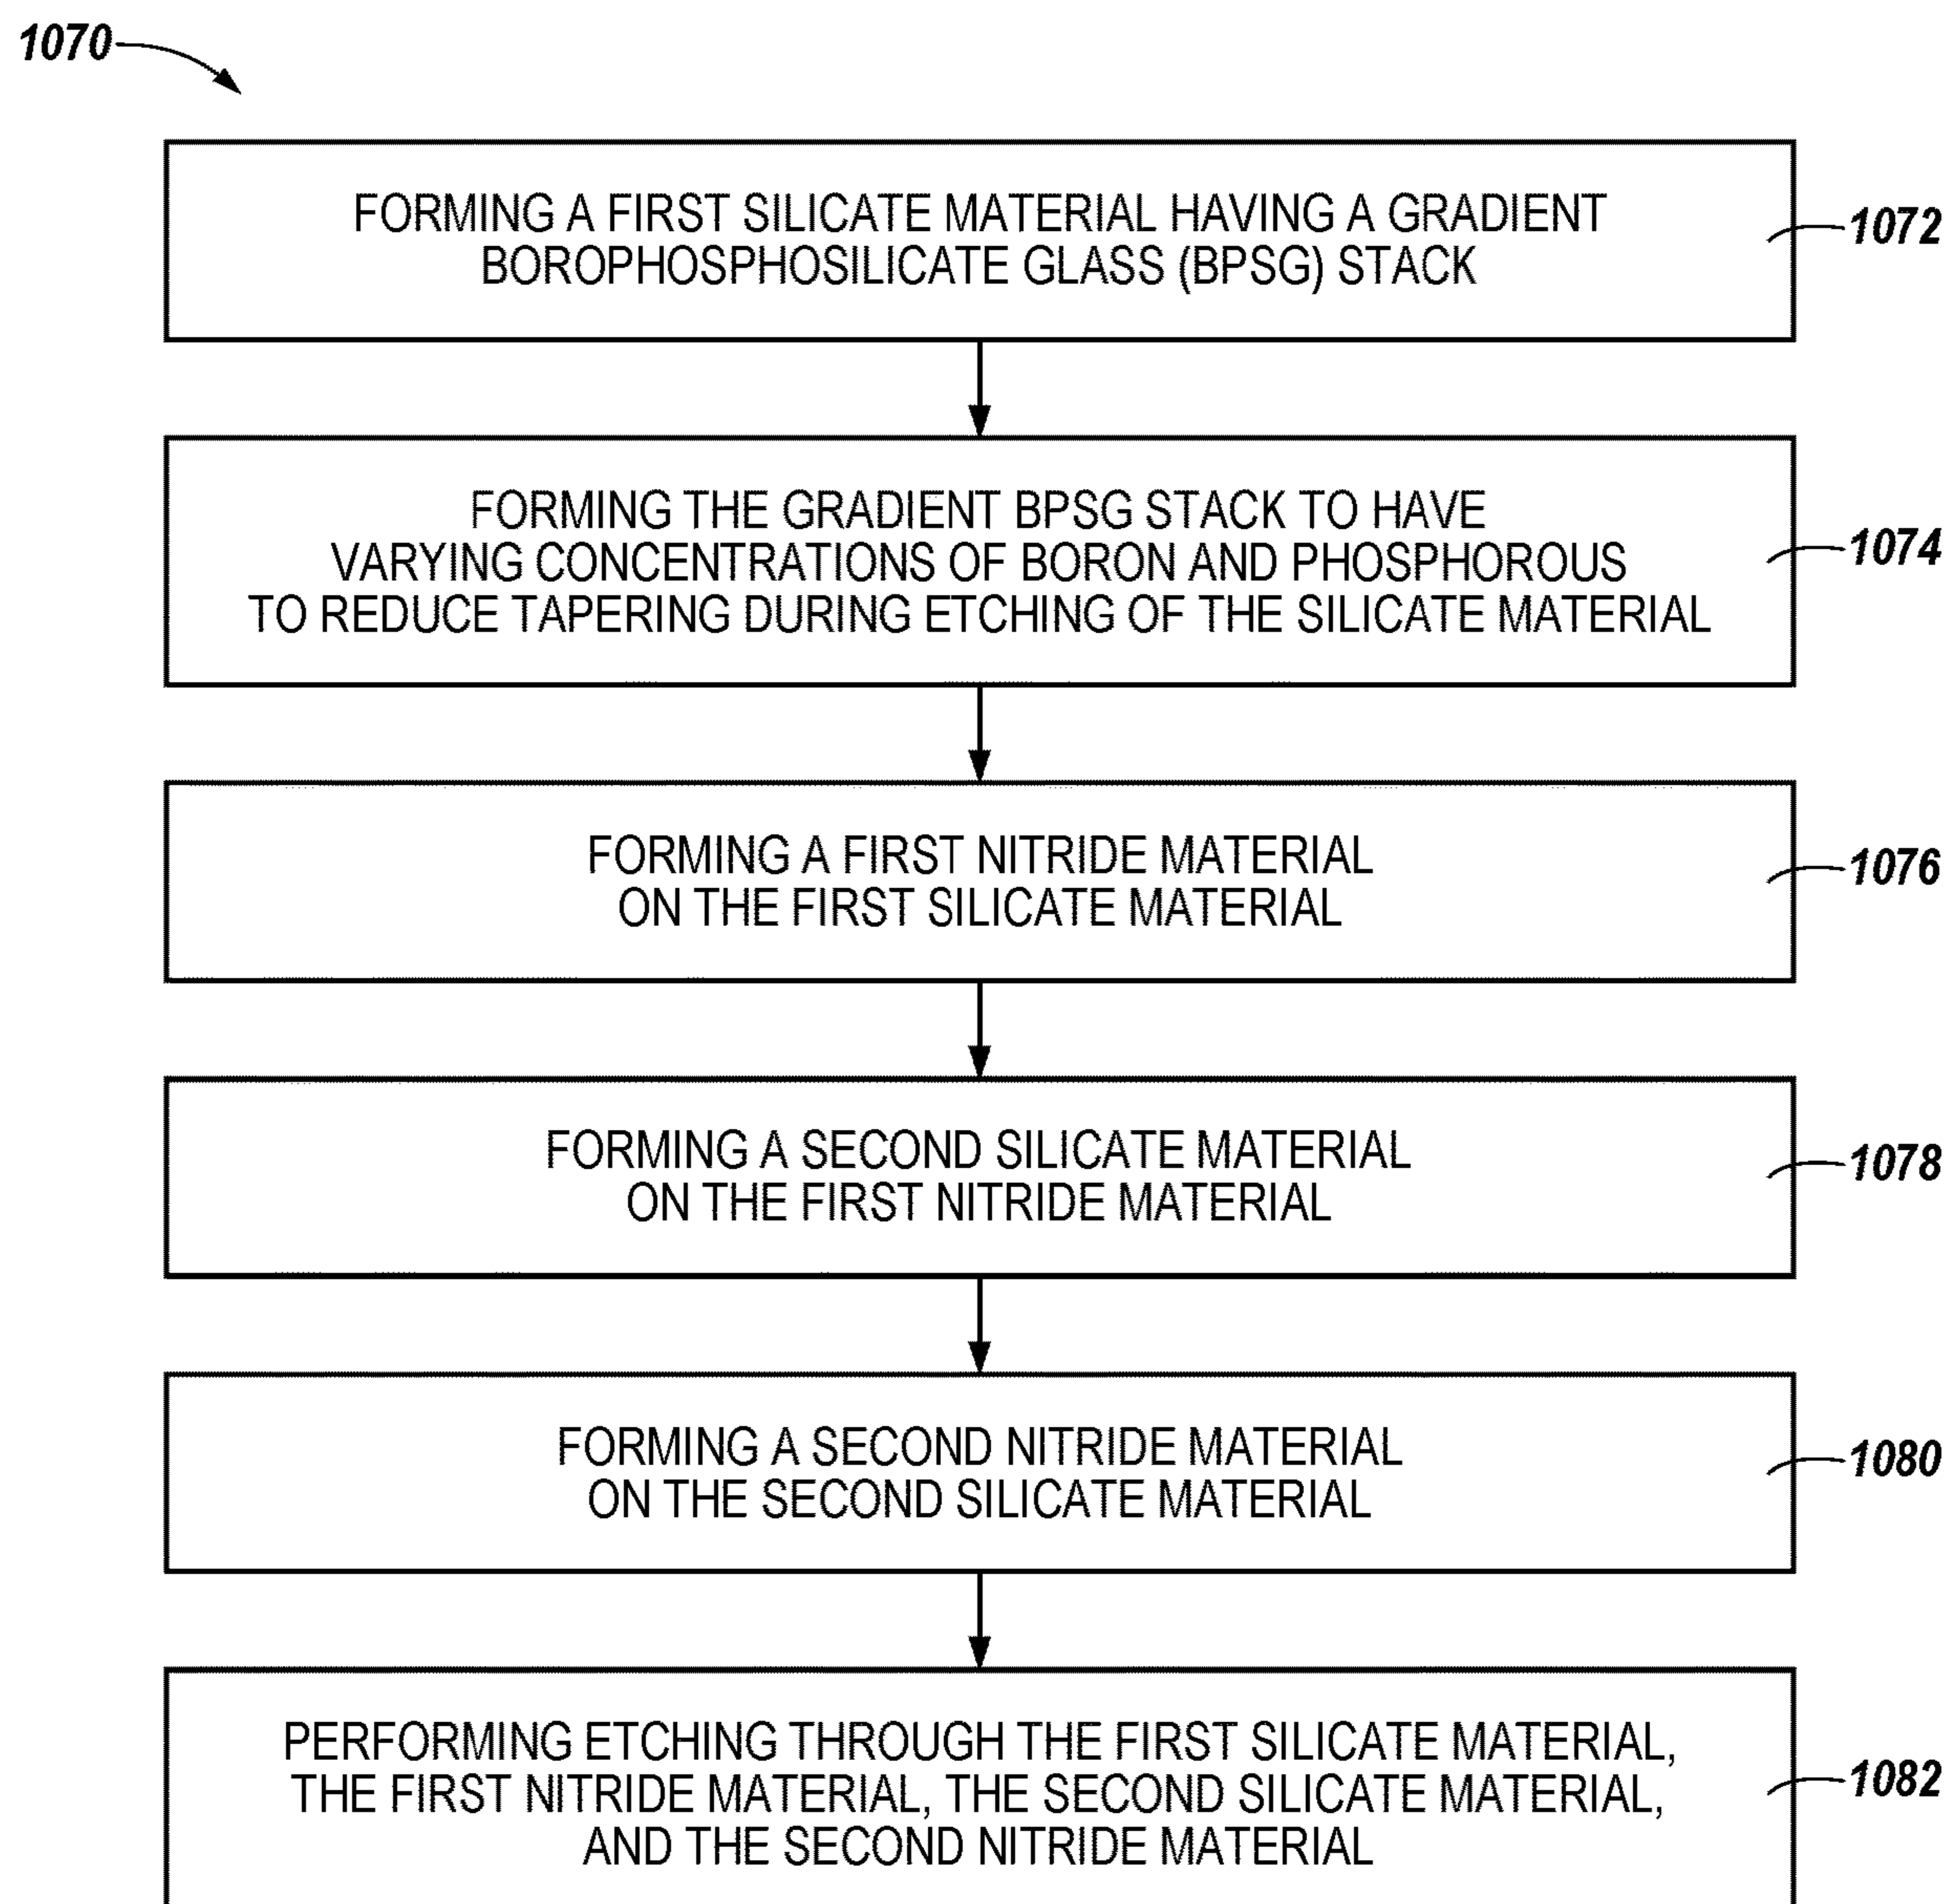 1070
FORMING A FIRST SILICATE MATERIAL HAVING A GRADIENT
BOROPHOSPHOSILICATE GLASS (BPSG) STACK
1072
FORMING THE GRADIENT BPSG STACK TO HAVE
VARYING CONCENTRATIONS OF BORON AND PHOSPHOROUS
TO REDUCE TAPERING DURING ETCHING OF THE SILICATE MATERIAL
1074
FORMING A FIRST NITRIDE MATERIAL
ON THE FIRST SILICATE MATERIAL
1076
FORMING A SECOND SILICATE MATERIAL
ON THE FIRST NITRIDE MATERIAL
1078
FORMING A SECOND NITRIDE MATERIAL
ON THE SECOND SILICATE MATERIAL
1080
PERFORMING ETCHING THROUGH THE FIRST SILICATE MATERIAL,
THE FIRST NITRIDE MATERIAL, THE SECOND SILICATE MATERIAL,
AND THE SECOND NITRIDE MATERIAL
1082